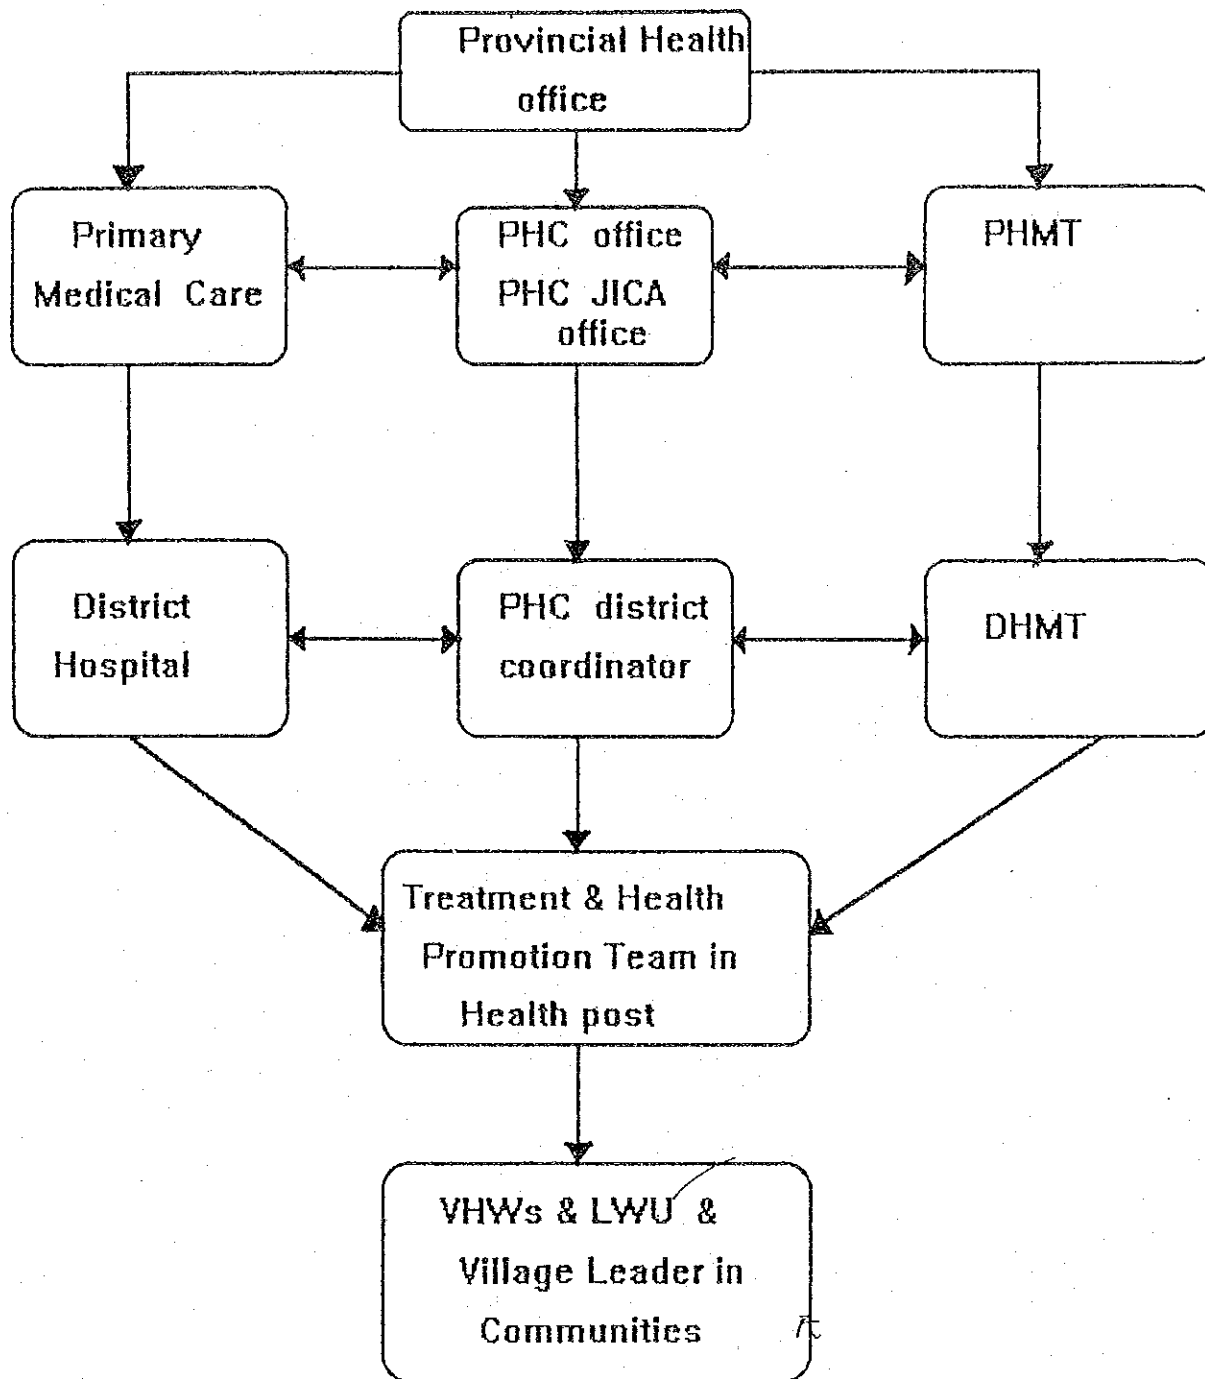 Provincial Health
office
Primary
Medical Care
PHC office
PHC JICA
office
PHMT
District
Hospital
PHC district
coordinator
DHMT
Treatment & Health
Promotion Team in
Health post
VHWs & LWU &
Village Leader in
Communities